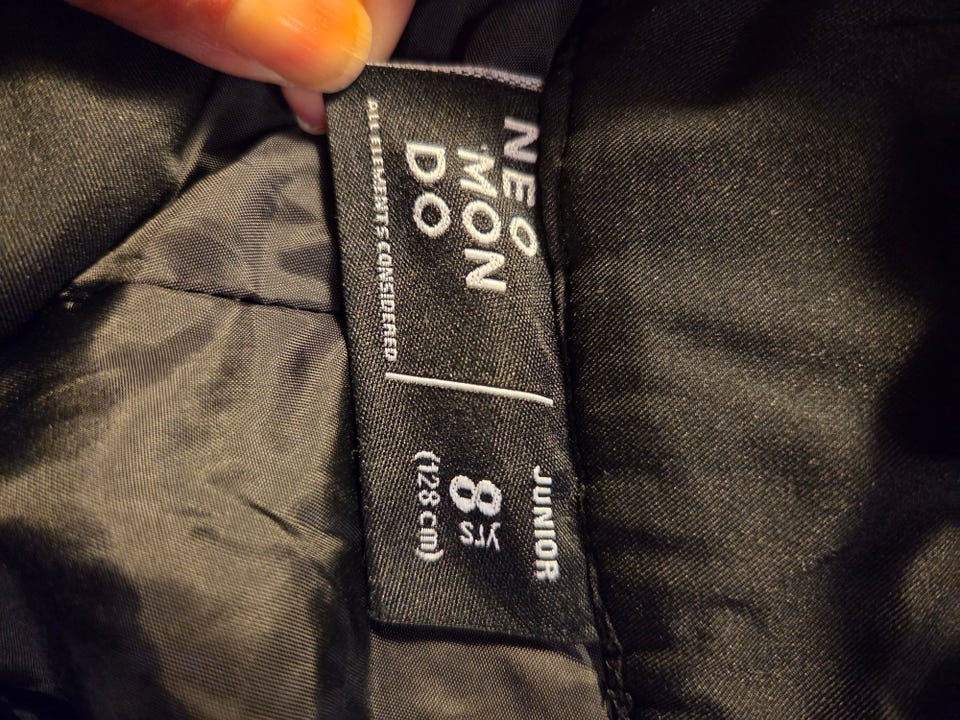 NEO
MON
DO
ALL ELEMENTS CONSIDERED
JUNIOR
8 yrs
(128 cm)